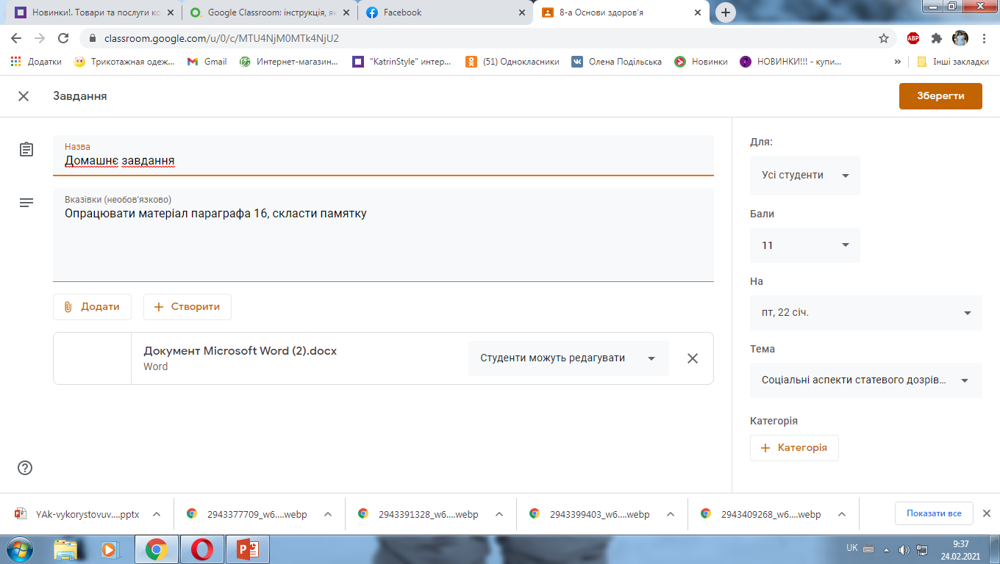 Новинки!. Товари та послуги ко
Google Classroom: інструкція, як
Facebook
8-а Основи здоров'я
classroom.google.com/u/0/c/MTU4NjM0MTk4NjU2
ABP
Додатки
Трикотажная одеж...
Gmail
Интернет-магазин...
"KatrinStyle" интер...
(51) Однокласники
Олена Подільська
Новинки
НОВИНКИ!!! - купи...
»
Інші закладки
Завдання
Зберегти
Назва
Домашнє завдання
Вказівки (необов'язково)
Опрацювати матеріал параграфа 16, скласти памятку
Додати
Створити
Документ Microsoft Word (2).docx
Word
Студенти можуть редагувати
Для:
Усі студенти
Бали
11
На
пт, 22 січ.
Тема
Соціальні аспекти статевого дозрів...
Категорія
Категорія
YAk-vykorystovuv....pptx
2943377709_w6....webp
2943391328_w6....webp
2943399403_w6....webp
2943409268_w6....webp
Показати все
UK
9:37
24.02.2021